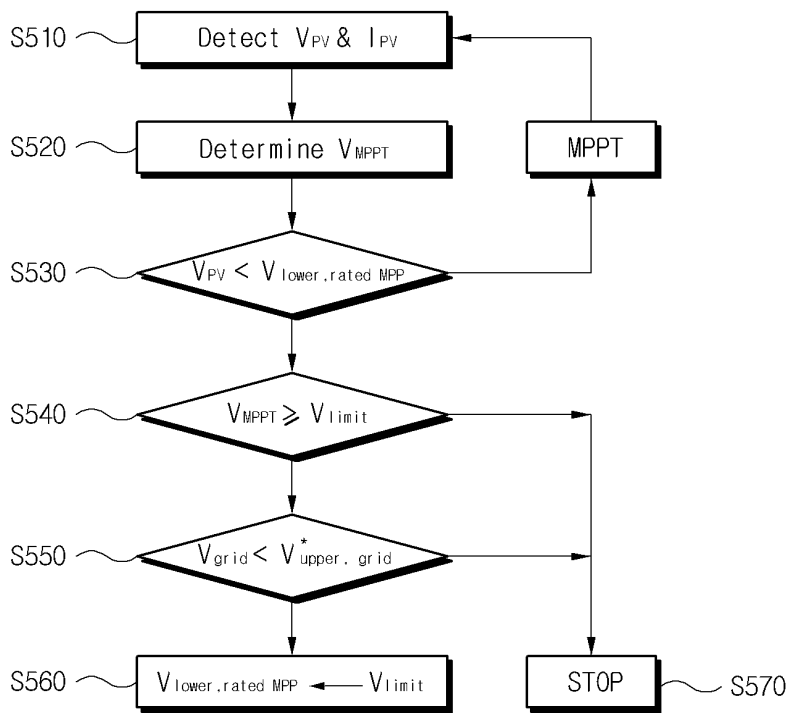 S510
Detect VPV & IPV
S520
Determine VMPPT
MPPT
S530
VPV < Vlower,rated MPP
S540
VMPPT ≥ Vlimit
S550
Vgrid < V*upper, grid
S560
Vlower,rated MPP ← Vlimit
STOP
S570